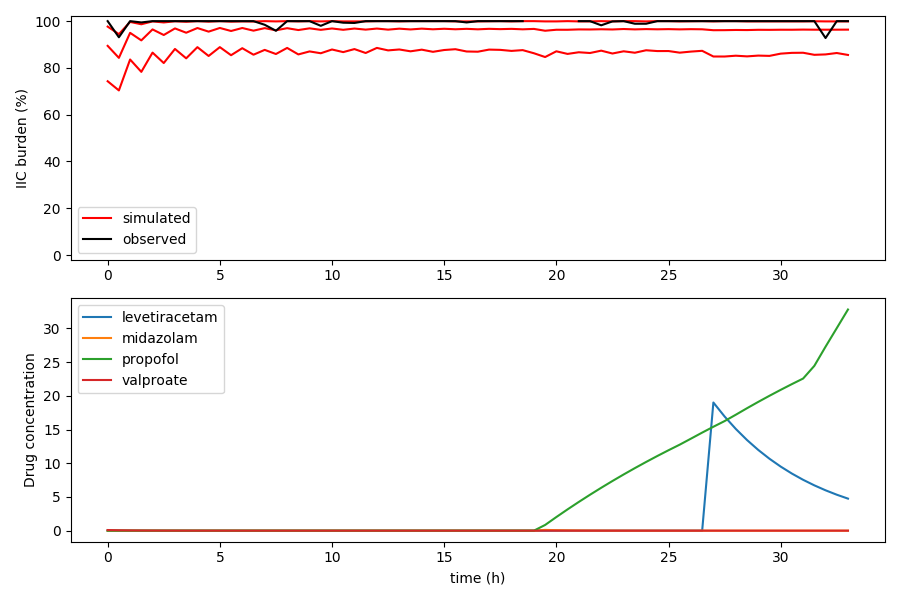 100
80
60
40
20
0
IIC burden (%)
simulated
observed
0 5 10 15 20 25 30
30
25
20
15
10
5
0
Drug concentration
levetiracetam
midazolam
propofol
valproate
0 5 10 15 20 25 30
time (h)